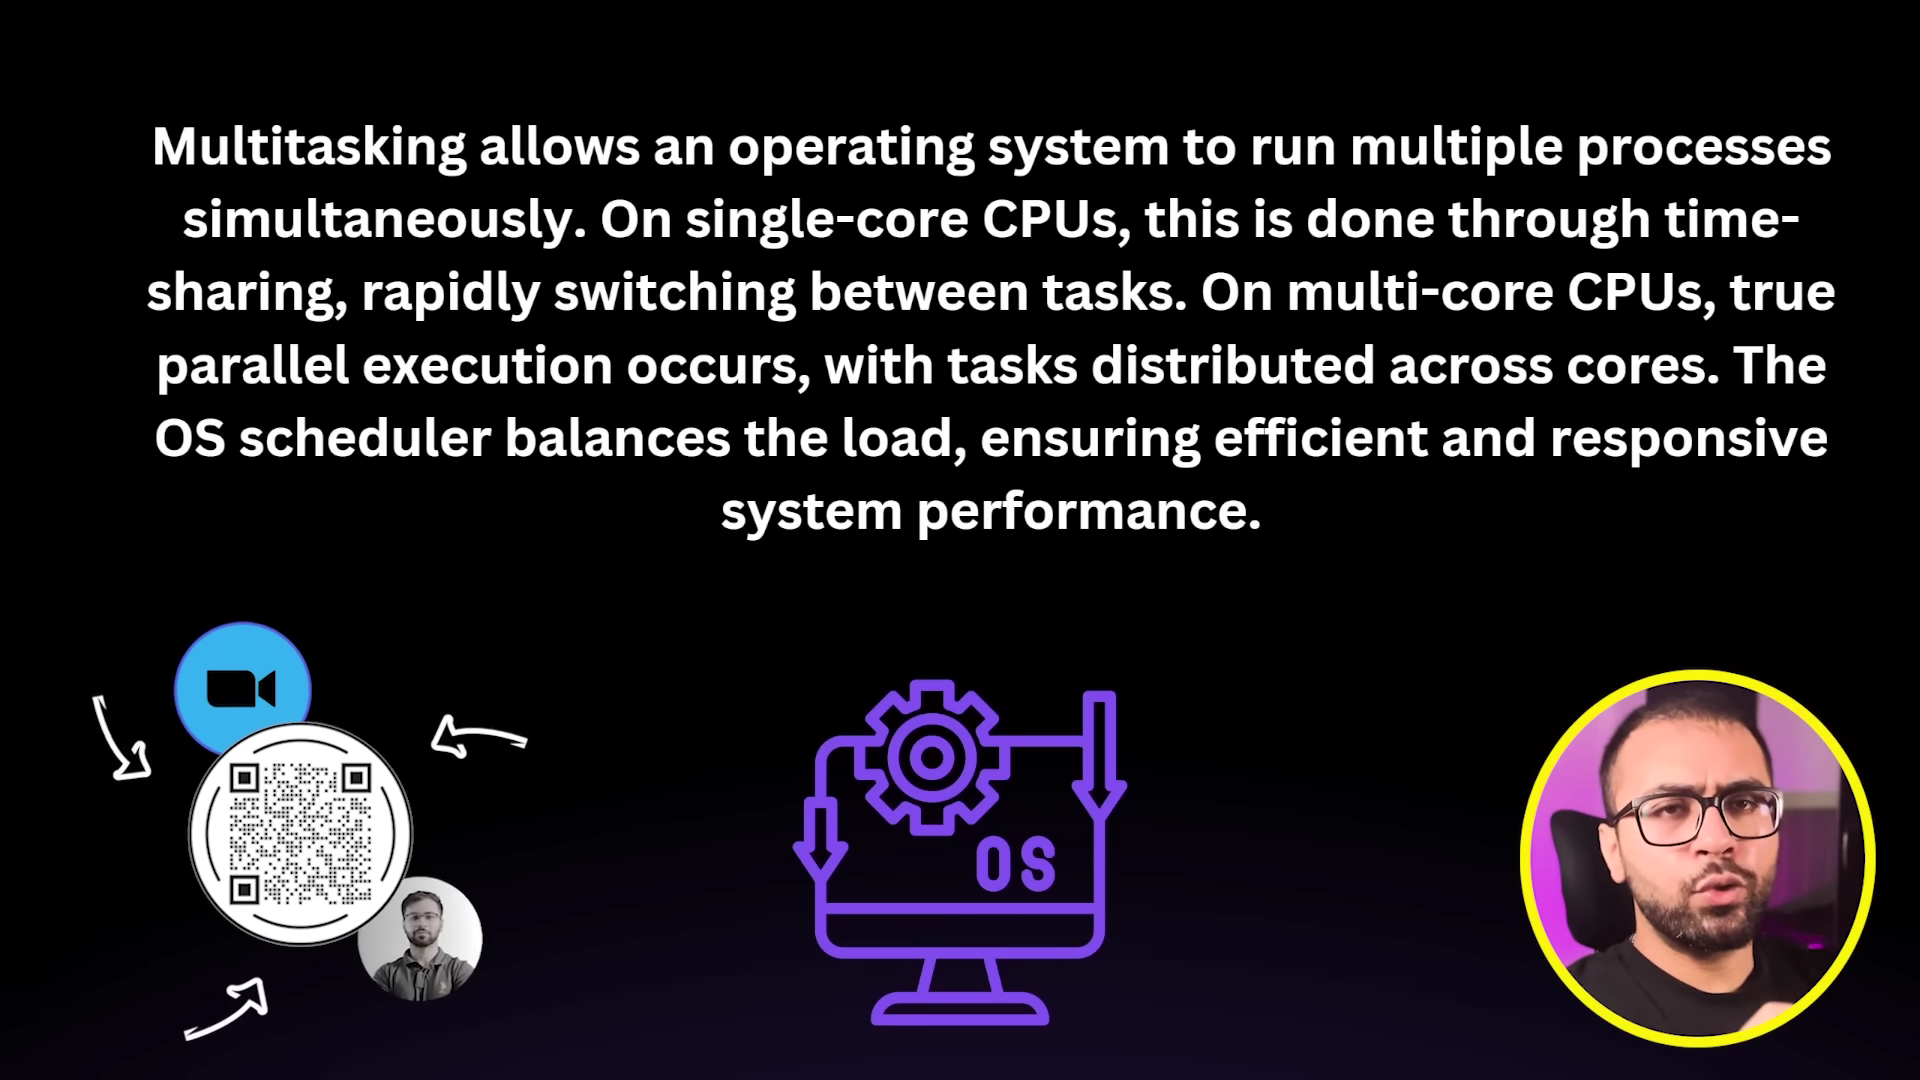 Multitasking allows an operating system to run multiple processes
simultaneously. On single-core CPUs, this is done through time-
sharing, rapidly switching between tasks. On multi-core CPUs, true
parallel execution occurs, with tasks distributed across cores. The
OS scheduler balances the load, ensuring efficient and responsive
system performance.
OS